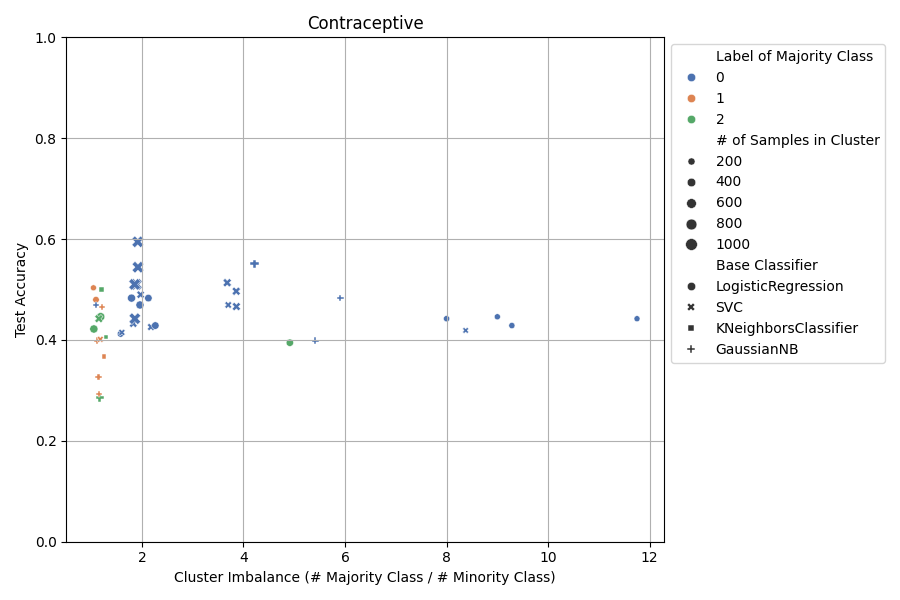 Contraceptive
1.0
0.8
0.6
0.4
0.2
0.0
Test Accuracy
2
4
6
8
10
12
Cluster Imbalance (# Majority Class / # Minority Class)
Label of Majority Class
0
1
2
# of Samples in Cluster
200
400
600
800
1000
Base Classifier
LogisticRegression
SVC
KNeighborsClassifier
GaussianNB